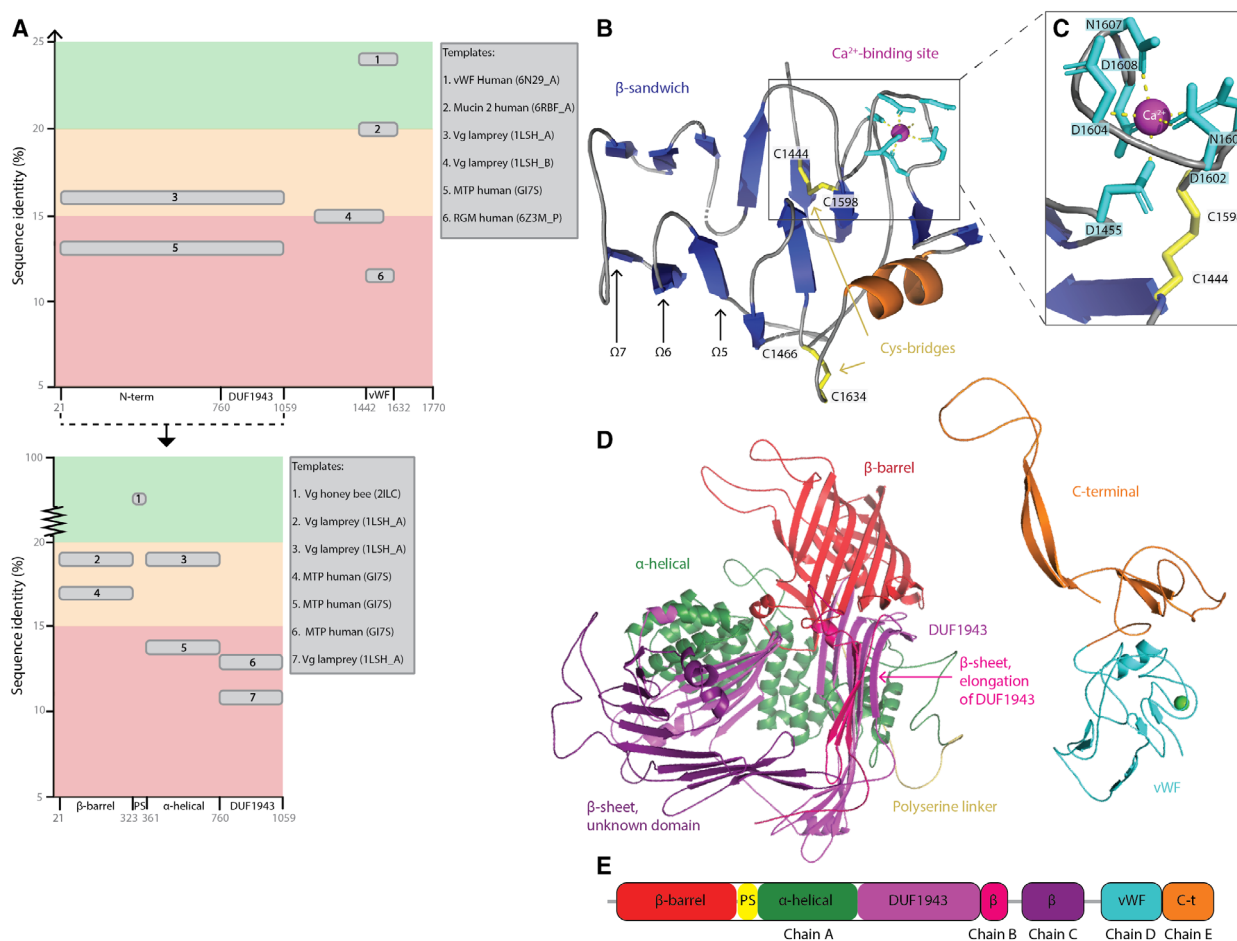 A
25
20
15
10
5
Sequence identity (%)
1
2
3
4
5
6
21
N-term
760
DUF1943
1059
1442
vWF
1632
1770
Templates:
1. vWF Human (6N29_A)
2. Mucin 2 human (6RBF_A)
3. Vg lamprey (1LSH_A)
4. Vg lamprey (1LSH_B)
5. MTP human (GI7S)
6. RGM human (6Z3M_P)
100
20
15
10
5
Sequence identity (%)
1
2
3
4
5
6
7
β-barrel
PS
α-helical
DUF1943
21
323
361
760
1059
Templates:
1. Vg honey bee (2ILC)
2. Vg lamprey (1LSH_A)
3. Vg lamprey (1LSH_A)
4. MTP human (GI7S)
5. MTP human (GI7S)
6. MTP human (GI7S)
7. Vg lamprey (1LSH_A)
B
Ca²⁺-binding site
β-sandwich
C1444
C1598
Ω7
Ω6
Ω5
C1466
Cys-bridges
C1634
C
N1607
D1608
Ca²⁺
D1604
N160
D1602
D1455
C159
C1444
D
β-barrel
α-helical
DUF1943
β-sheet,
elongation
of DUF1943
β-sheet,
unknown domain
Polyserine linker
C-terminal
vWF
E
β-barrel
PS
α-helical
DUF1943
β
β
vWF
C-t
Chain A
Chain B
Chain C
Chain D
Chain E